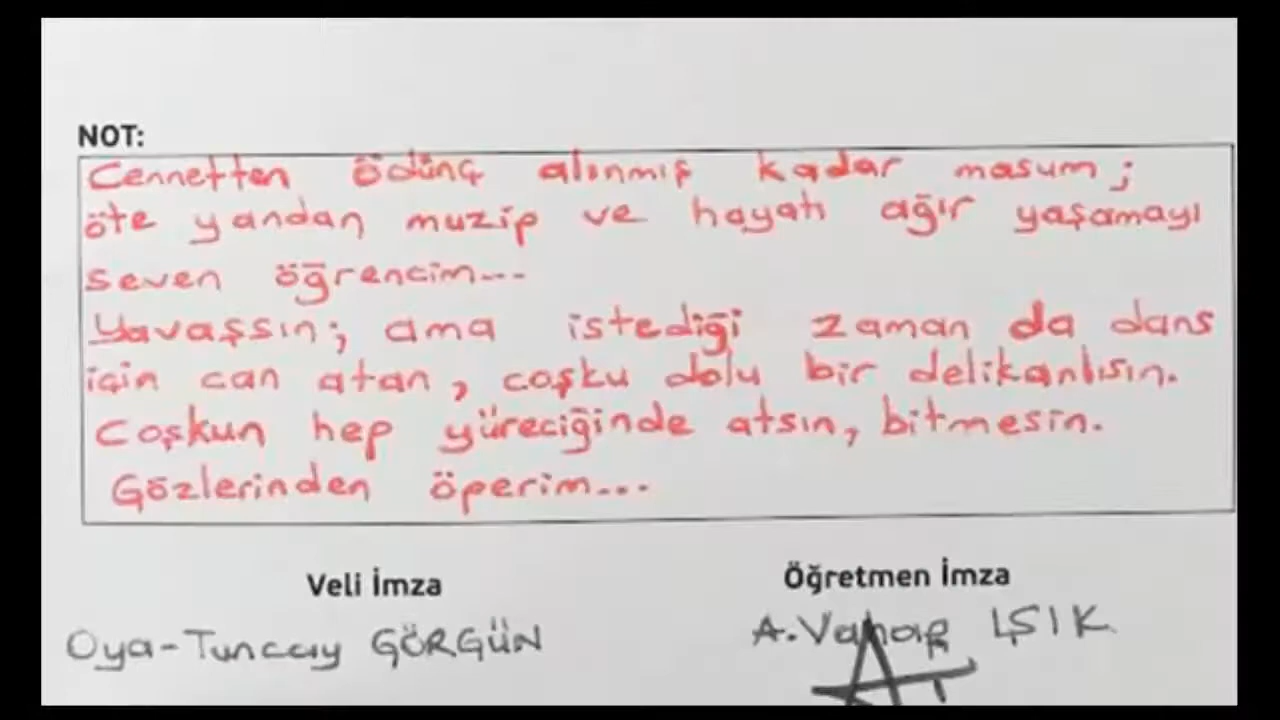 NOT:
Cennetten ödünç alınmış kadar masum;
öte yandan muzip ve hayatı ağır yaşamayı
seven öğrencim...
Yavaşsın; ama istediği zaman da dans
için can atan, coşku dolu bir delikanlısın.
Coşkun hep yüreciğinde atsın, bitmesin.
Gözlerinden öperim...
Veli İmza
Öğretmen İmza
Oya-Tuncay GÖRGÜN
A. Vahap IŞIK